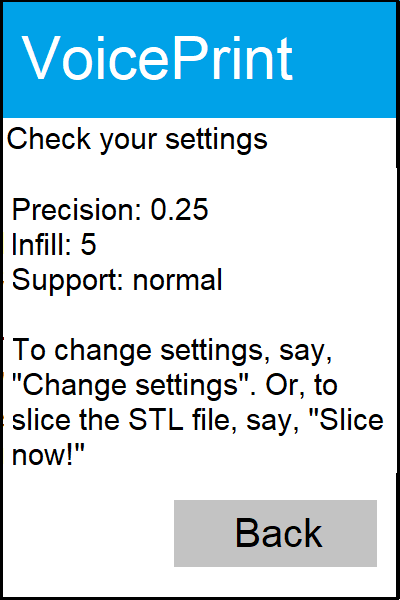 VoicePrint
Check your settings
Precision: 0.25
Infill: 5
Support: normal
To change settings, say,
"Change settings". Or, to
slice the STL file, say, "Slice
now!"
Back